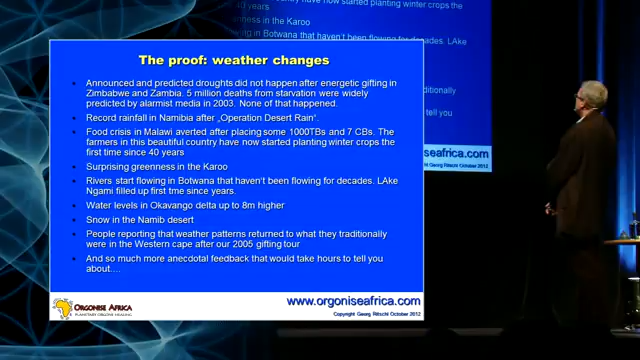 The proof: weather changes
Announced and predicted droughts did not happen after energetic gifting in
Zimbabwe and Zambia. 5 million deaths from starvation were widely
predicted by alarmist media in 2003. None of that happened.
Record rainfall in Namibia after „Operation Desert Rain“.
Food crisis in Malawi averted after placing some 1000TBs and 7 CBs. The
farmers in this beautiful country have now started planting winter crops the
first time since 40 years
Surprising greenness in the Karoo
Rivers start flowing in Botwana that haven't been flowing for decades. LAke
Ngami filled up first tme since years.
Water levels in Okavango delta up to 8m higher
Snow in the Namib desert
People reporting that weather patterns returned to what they traditionally
were in the Western cape after our 2005 gifting tour
And so much more anecdotal feedback that would take hours to tell you
about....
ORGONISE AFRICA
PLANETARY ORGONE HEALING
www.orgoniseafrica.com
Copyright Georg Ritschl October 2012
have now started planting winter crops the
nness in the Karoo
ing in Botwana that haven't been flowing for decades. LAke
ditionally
tell you
iseafrica.com
Georg Ritschl October 2012